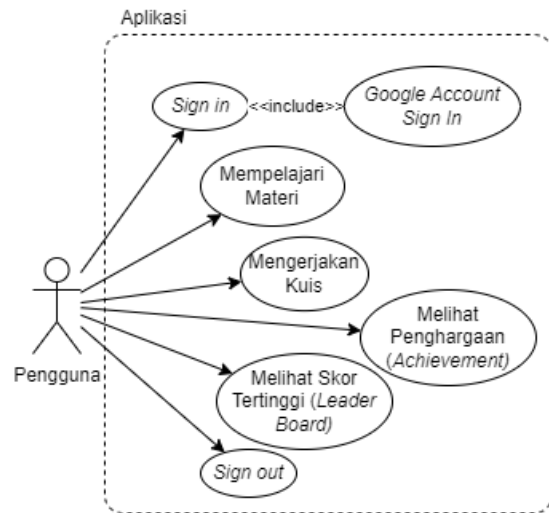 Aplikasi
Sign in
<<include>>
Google Account
Sign In
Mempelajari
Materi
Mengerjakan
Kuis
Melihat
Penghargaan
(Achievement)
Pengguna
Melihat Skor
Tertinggi (Leader
Board)
Sign out